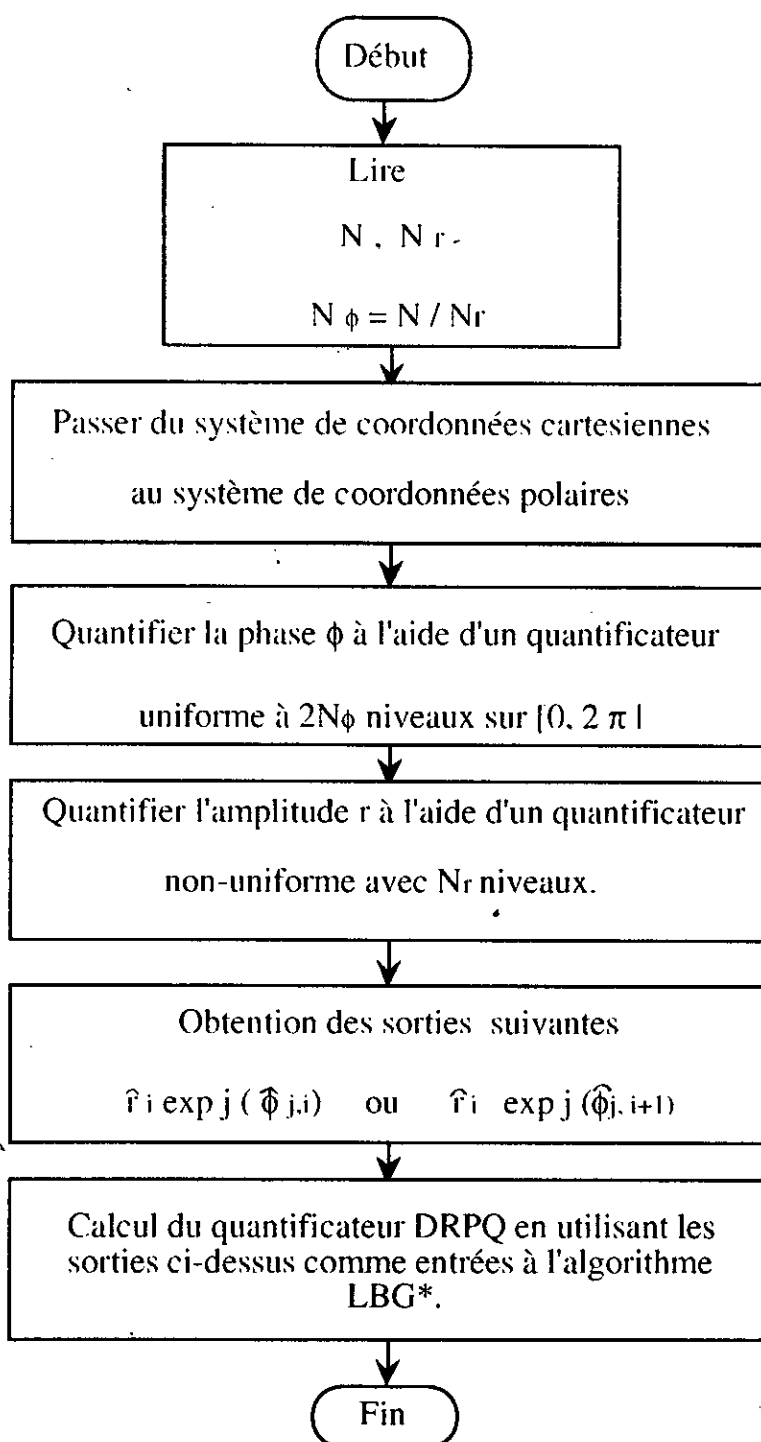 Début
Lire
N , N r -
N ϕ = N / Nr
Passer du système de coordonnées cartesiennes
au système de coordonnées polaires
Quantifier la phase ϕ à l'aide d'un quantificateur
uniforme à 2Nϕ niveaux sur [0, 2 π [
Quantifier l'amplitude r à l'aide d'un quantificateur
non-uniforme avec Nr niveaux.
Obtention des sorties suivantes
r̂ i exp j ( ϕ̂ j,i) ou r̂ i exp j (ϕ̂j, i+1)
Calcul du quantificateur DRPQ en utilisant les
sorties ci-dessus comme entrées à l'algorithme
LBG*.
Fin